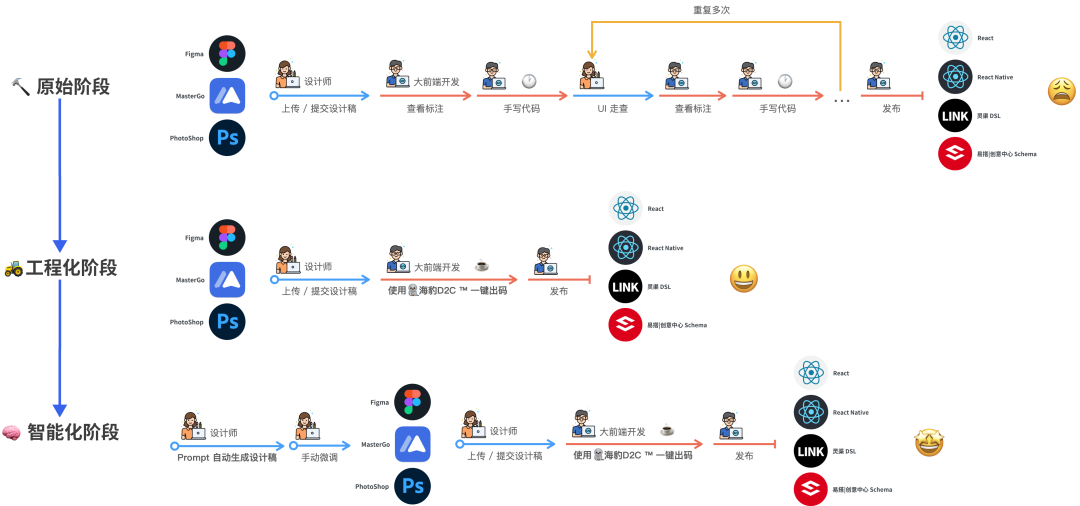 重复多次
原始阶段
Figma
MasterGo
PhotoShop
Ps
设计师
上传 / 提交设计稿
大前端开发
查看标注
手写代码
UI 走查
查看标注
手写代码
...
发布
React
React Native
LINK
灵渠 DSL
易搭|创意中心 Schema
工程化阶段
Figma
MasterGo
PhotoShop
Ps
设计师
上传 / 提交设计稿
大前端开发
使用海豹D2C ™ 一键出码
发布
React
React Native
LINK
灵渠 DSL
易搭|创意中心 Schema
智能化阶段
设计师
Prompt 自动生成设计稿
手动微调
Figma
MasterGo
PhotoShop
Ps
设计师
上传 / 提交设计稿
大前端开发
使用海豹D2C ™ 一键出码
发布
React
React Native
LINK
灵渠 DSL
易搭|创意中心 Schema